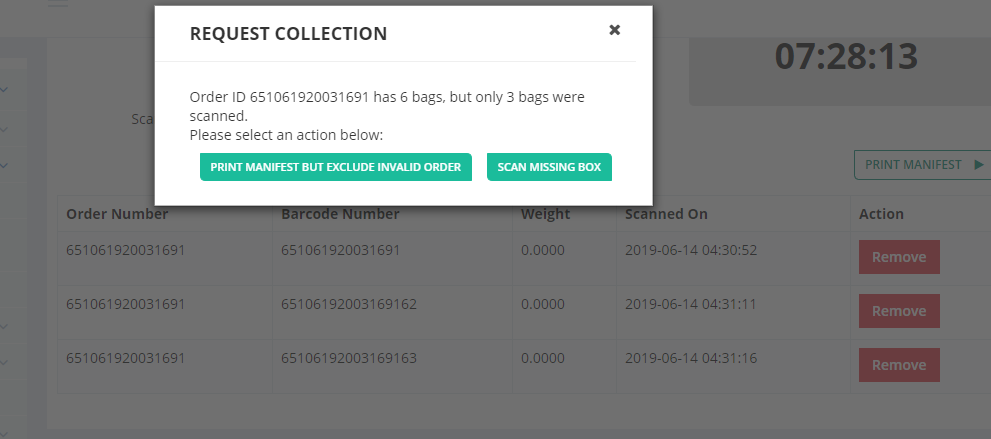 REQUEST COLLECTION ✖
07:28:13
Order ID 651061920031691 has 6 bags, but only 3 bags were
scanned.
Please select an action below:
Sca
PRINT MANIFEST BUT EXCLUDE INVALID ORDER SCAN MISSING BOX
PRINT MANIFEST ▶
Order Number Barcode Number Weight Scanned On Action
651061920031691 651061920031691 0.0000 2019-06-14 04:30:52 Remove
651061920031691 65106192003169162 0.0000 2019-06-14 04:31:11 Remove
651061920031691 65106192003169163 0.0000 2019-06-14 04:31:16 Remove